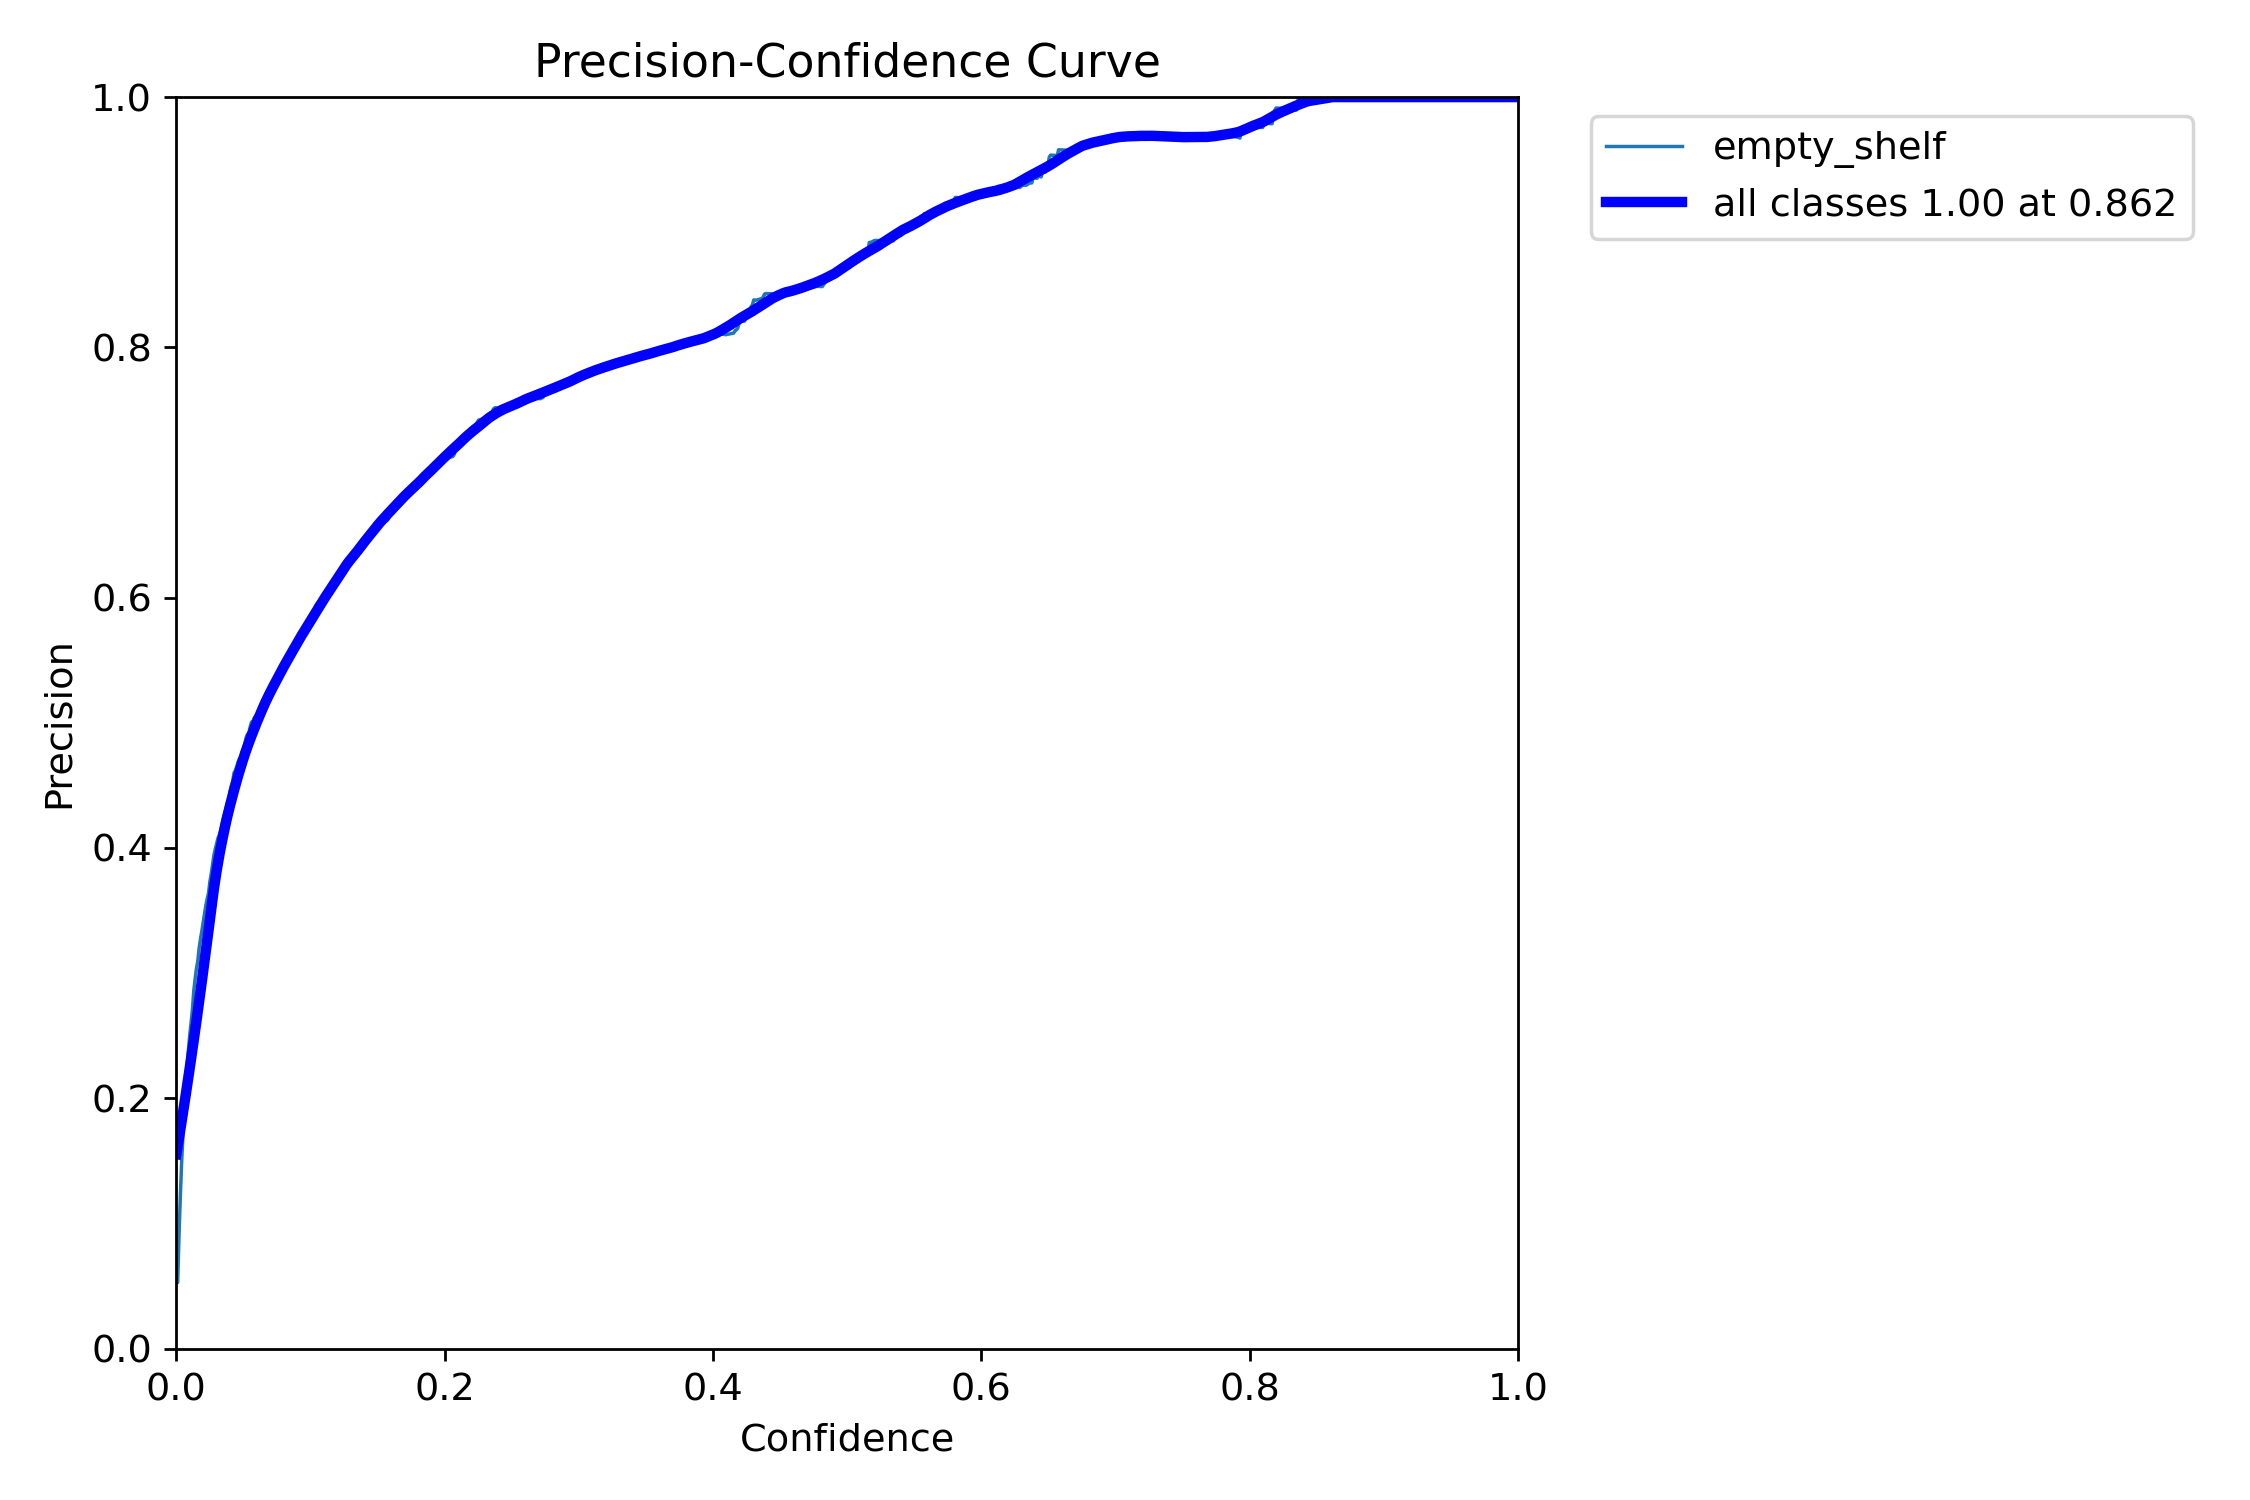 Precision-Confidence Curve
1.0
0.8
0.6
0.4
0.2
0.0
Precision
0.0 0.2 0.4 0.6 0.8 1.0
Confidence
empty_shelf
all classes 1.00 at 0.862